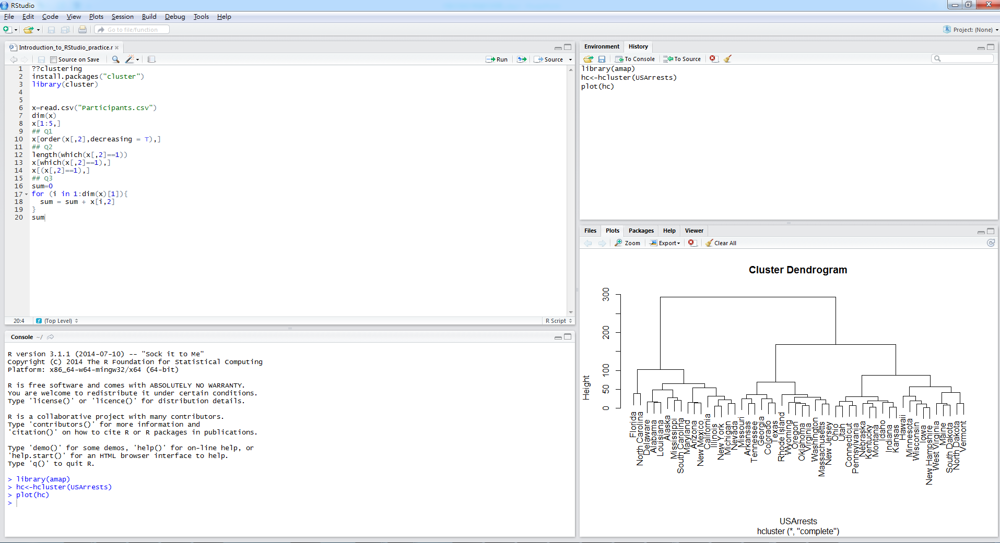 RStudio
File Edit Code View Plots Session Build Debug Tools Help
Go to file/function
Project: (None)
Introduction_to_RStudio_practice.r
Source on Save
Run
Source
1 ??clustering
2 install.packages("cluster")
3 library(cluster)
4
5
6 x=read.csv("Participants.csv")
7 dim(x)
8 x[1:5,]
9 ## Q1
10 x[order(x[,2],decreasing = T),]
11 ## Q2
12 length(which(x[,2]==1))
13 x[which(x[,2]==1),]
14 x[(x[,2]==1),]
15 ## Q3
16 sum=0
17 for (i in 1:dim(x)[1]){
18 sum = sum + x[i,2]
19 }
20 sum
20:4 (Top Level) R Script
Console ~/
R version 3.1.1 (2014-07-10) -- "Sock it to Me"
Copyright (C) 2014 The R Foundation for Statistical Computing
Platform: x86_64-w64-mingw32/x64 (64-bit)
R is free software and comes with ABSOLUTELY NO WARRANTY.
You are welcome to redistribute it under certain conditions.
Type 'license()' or 'licence()' for distribution details.
R is a collaborative project with many contributors.
Type 'contributors()' for more information and
'citation()' on how to cite R or R packages in publications.
Type 'demo()' for some demos, 'help()' for on-line help, or
'help.start()' for an HTML browser interface to help.
Type 'q()' to quit R.
> library(amap)
> hc<-hcluster(USArrests)
> plot(hc)
>
Environment History
To Console To Source
library(amap)
hc<-hcluster(USArrests)
plot(hc)
Files Plots Packages Help Viewer
Zoom Export Clear All
Cluster Dendrogram
Height
300
200
100
50
0
Florida
North Carolina
Delaware
Alabama
Louisiana
Alaska
Mississippi
South Carolina
Maryland
Arizona
New Mexico
California
Illinois
New York
Michigan
Nevada
Missouri
Arkansas
Tennessee
Georgia
Colorado
Texas
Rhode Island
Wyoming
Oregon
Oklahoma
Virginia
Washington
Massachusetts
New Jersey
Ohio
Utah
Connecticut
Pennsylvania
Nebraska
Kentucky
Montana
Idaho
Indiana
Kansas
Hawaii
Minnesota
Wisconsin
Iowa
New Hampshire
West Virginia
Maine
South Dakota
North Dakota
Vermont
USArrests
hcluster (*, "complete")